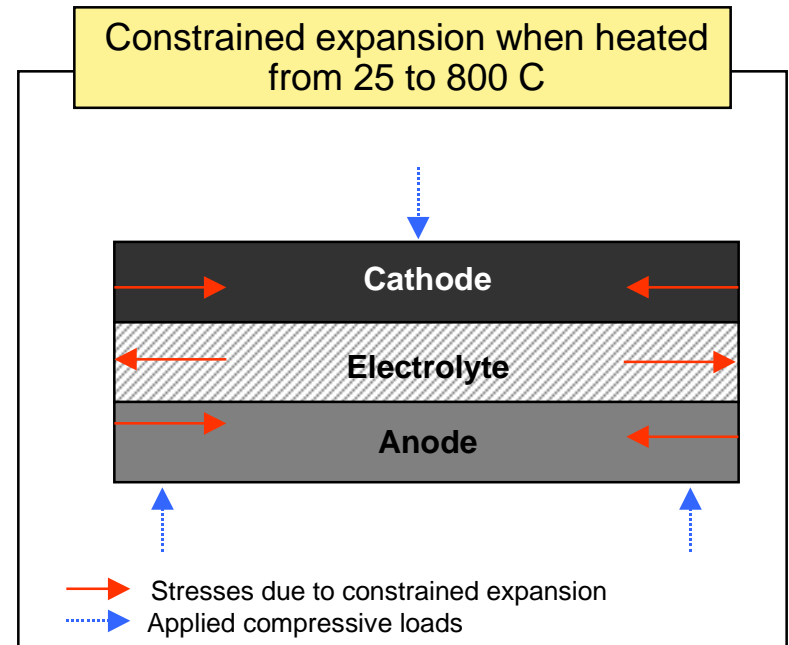 Constrained expansion when heated
from 25 to 800 C
Cathode
Electrolyte
Anode
Stresses due to constrained expansion
Applied compressive loads